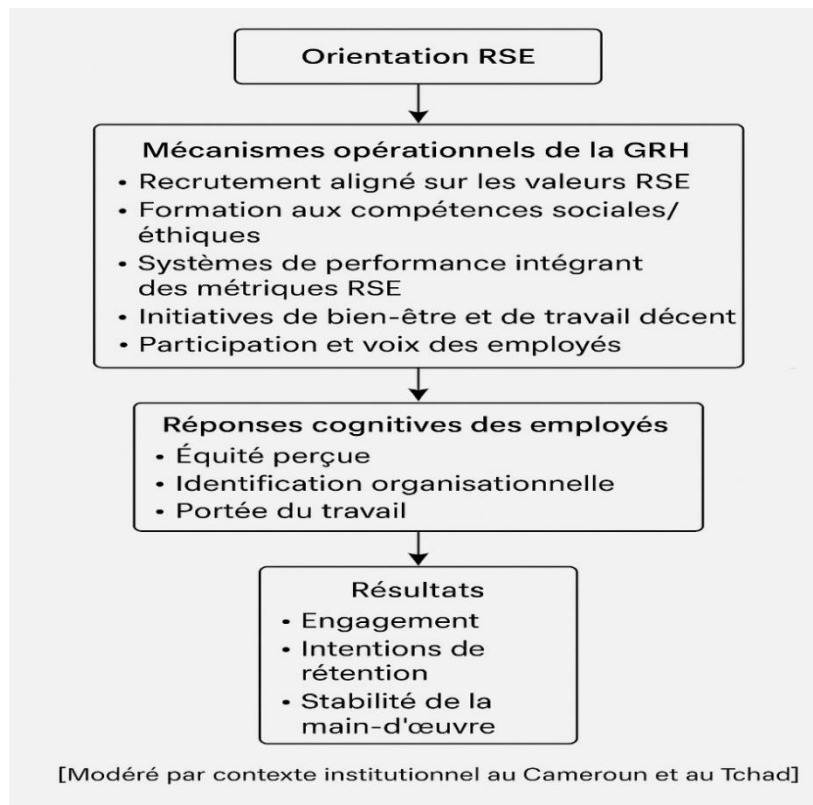 Orientation RSE
Mécanismes opérationnels de la GRH
• Recrutement aligné sur les valeurs RSE
• Formation aux compétences sociales/
éthiques
• Systèmes de performance intégrant
des métriques RSE
• Initiatives de bien-être et de travail décent
• Participation et voix des employés
Réponses cognitives des employés
• Équité perçue
• Identification organisationnelle
• Portée du travail
Résultats
• Engagement
• Intentions de
rétention
• Stabilité de la
main-d'œuvre
[Modéré par contexte institutionnel au Cameroun et au Tchad]